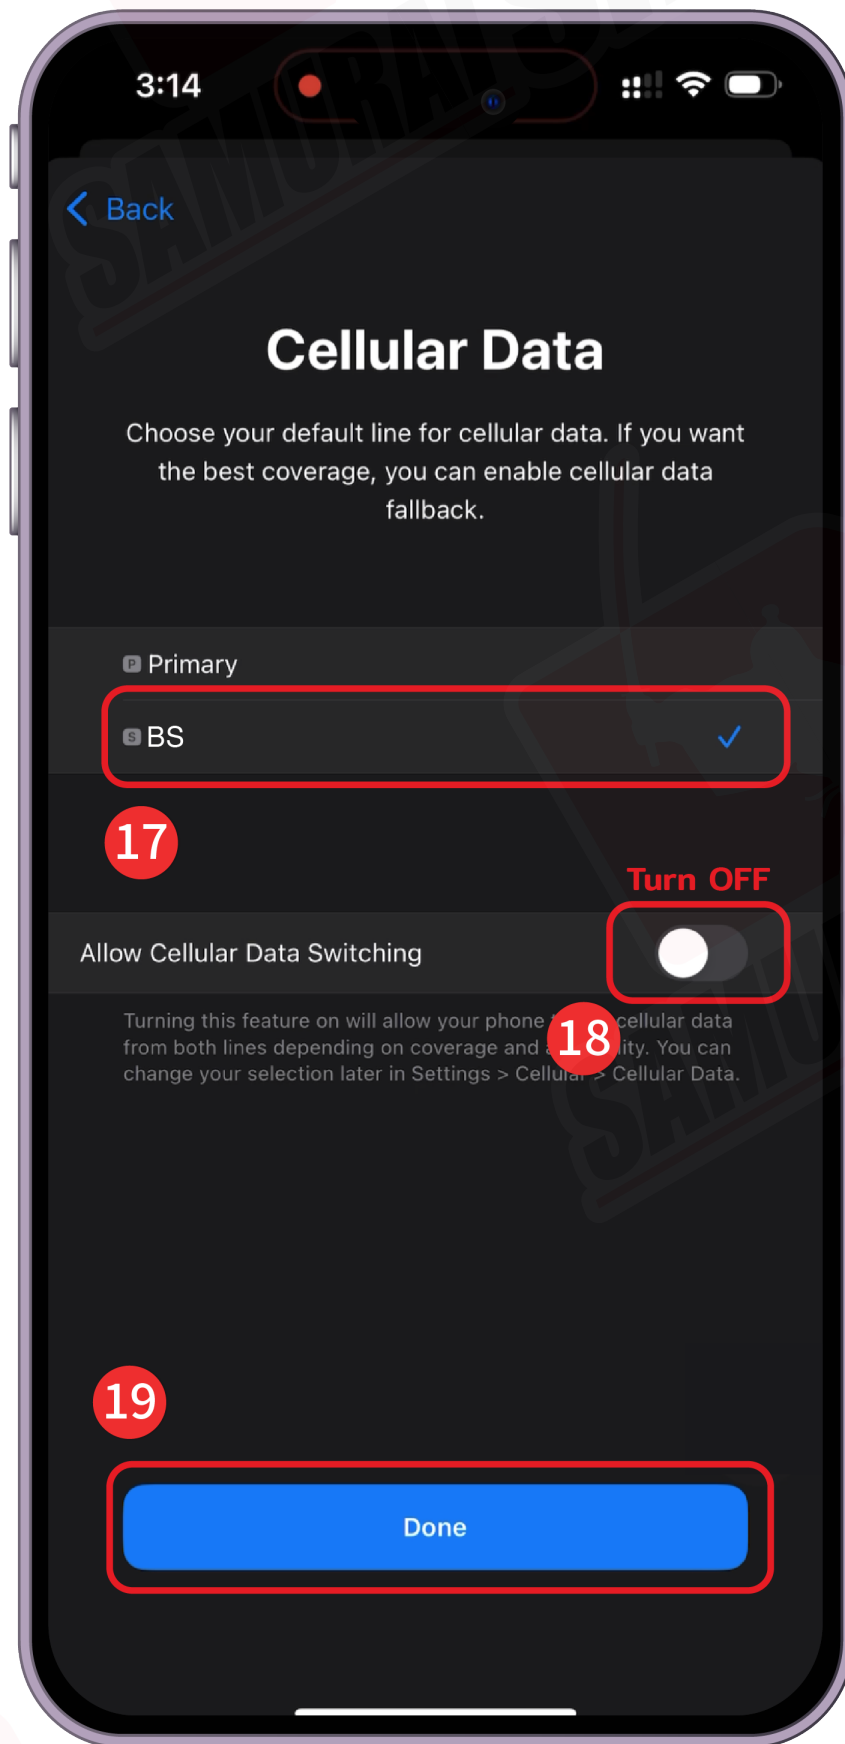 SAMURAI S
3:14
Back
Cellular Data
Choose your default line for cellular data. If you want
the best coverage, you can enable cellular data
fallback.
P Primary
S BS
17
Turn OFF
Allow Cellular Data Switching
18
Turning this feature on will allow your phone cellular data
from both lines depending on coverage and You can
change your selection later in Settings > Cellular > Cellular Data.
SAMU
19
Done